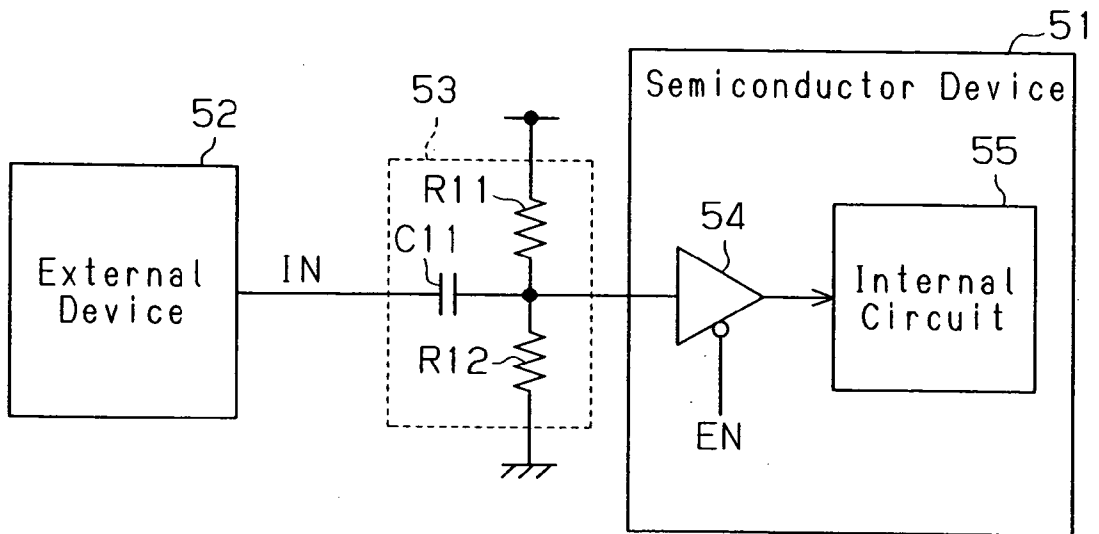 51
Semiconductor Device
53
52
55
R11
54
C11
External
Device
IN
Internal
Circuit
R12
EN